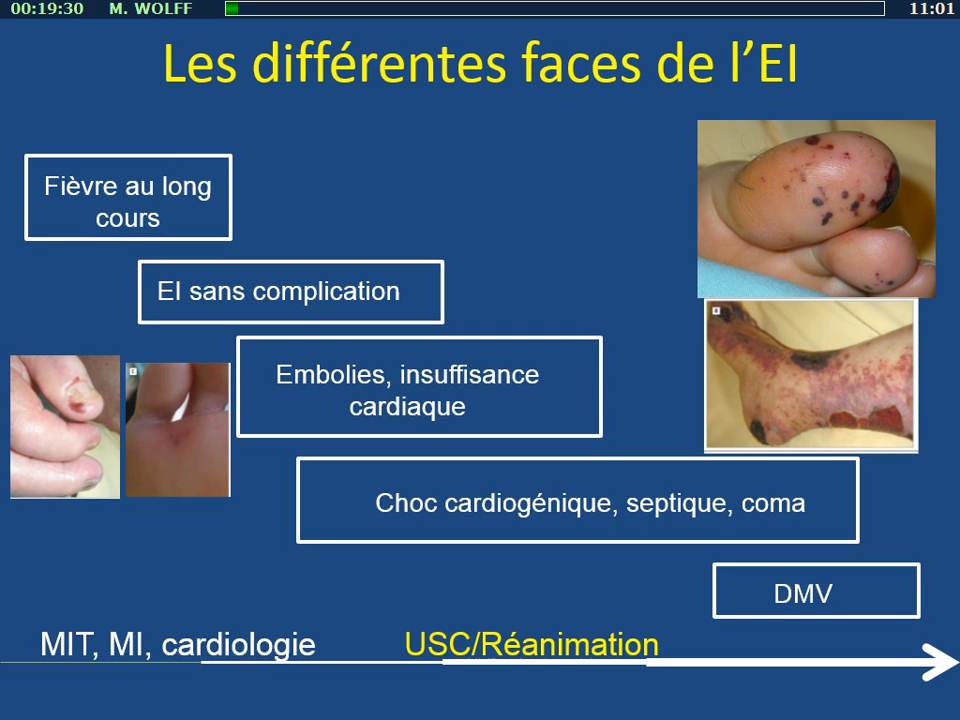 00:19:30 M. WOLFF 11:01
Les différentes faces de l’EI
Fièvre au long
cours
EI sans complication
Embolies, insuffisance
cardiaque
Choc cardiogénique, septique, coma
DMV
MIT, MI, cardiologie USC/Réanimation